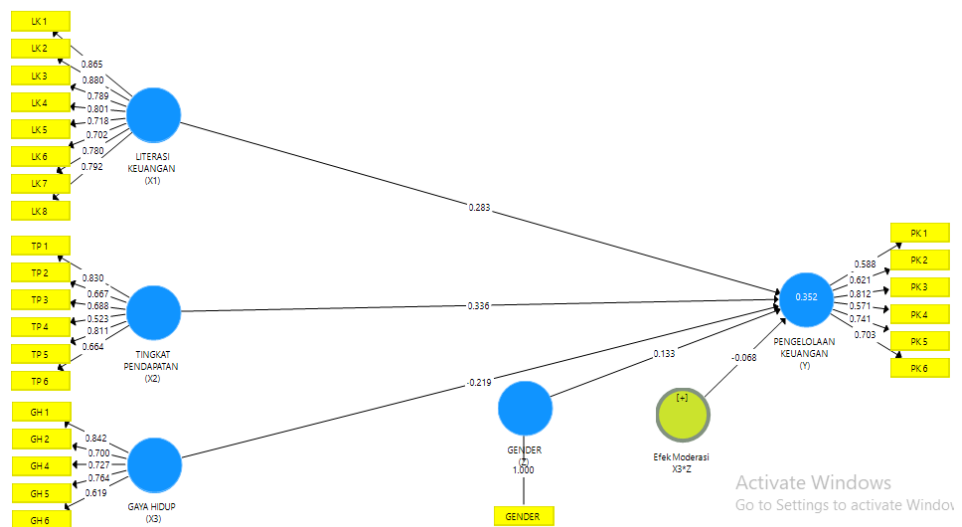 LK 1
LK 2
LK 3
LK 4
LK 5
LK 6
LK 7
LK 8
0.865
0.880
0.789
0.801
0.718
0.702
0.780
0.792
LITERASI
KEUANGAN
(X1)
0.283
TP 1
TP 2
TP 3
TP 4
TP 5
TP 6
0.830
0.667
0.688
0.523
0.811
0.664
TINGKAT
PENDAPATAN
(X2)
0.336
GH 1
GH 2
GH 4
GH 5
GH 6
0.842
0.700
0.727
0.764
0.619
GAYA HIDUP
(X3)
-0.219
GENDER
(Z)
1.000
GENDER
0.133
[+]
Efek Moderasi
X3*Z
-0.068
0.352
PENGELOLAAN
KEUANGAN
(Y)
0.588
0.621
0.812
0.571
0.741
0.703
PK 1
PK 2
PK 3
PK 4
PK 5
PK 6
Activate Windows
Go to Settings to activate Window